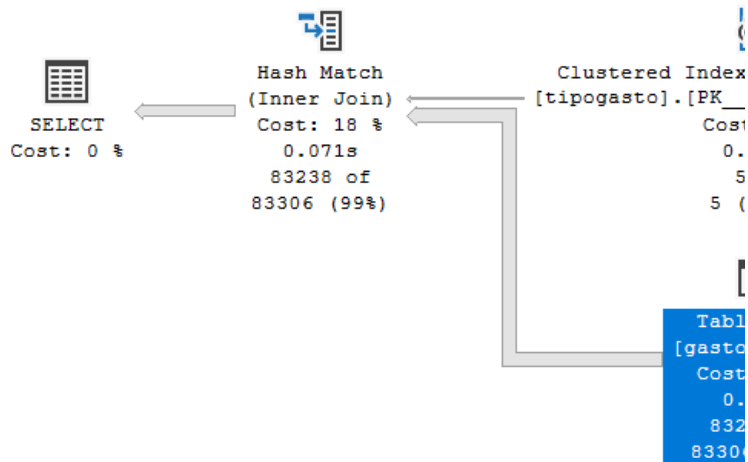 SELECT
Cost: 0 %
Hash Match
(Inner Join)
Cost: 18 %
0.071s
83238 of
83306 (99%)
Clustered Index
[tipogasto].[PK__
Cost
0.
5
5 (
Tabl
[gasto
Cost
0.
832
83306